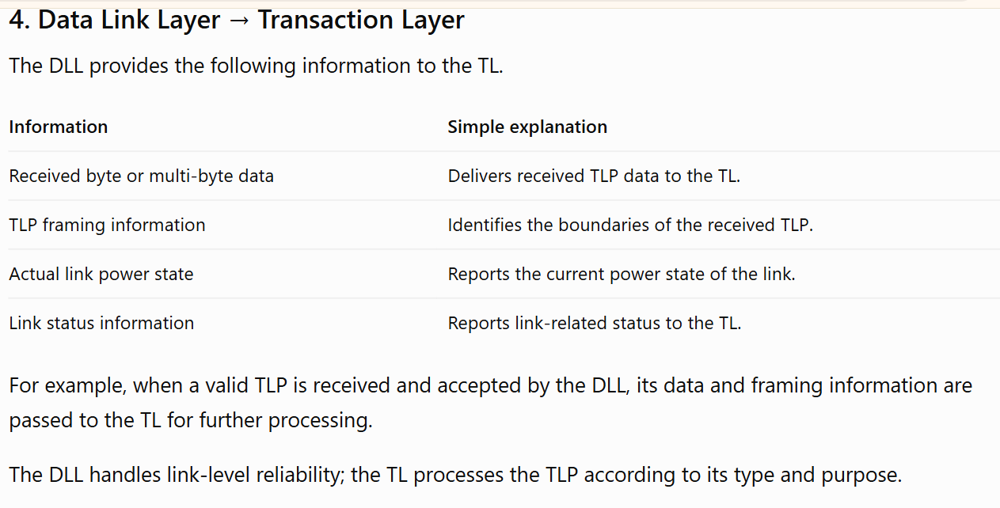 4. Data Link Layer → Transaction Layer
The DLL provides the following information to the TL.
Information Simple explanation
Received byte or multi-byte data Delivers received TLP data to the TL.
TLP framing information Identifies the boundaries of the received TLP.
Actual link power state Reports the current power state of the link.
Link status information Reports link-related status to the TL.
For example, when a valid TLP is received and accepted by the DLL, its data and framing information are
passed to the TL for further processing.
The DLL handles link-level reliability; the TL processes the TLP according to its type and purpose.